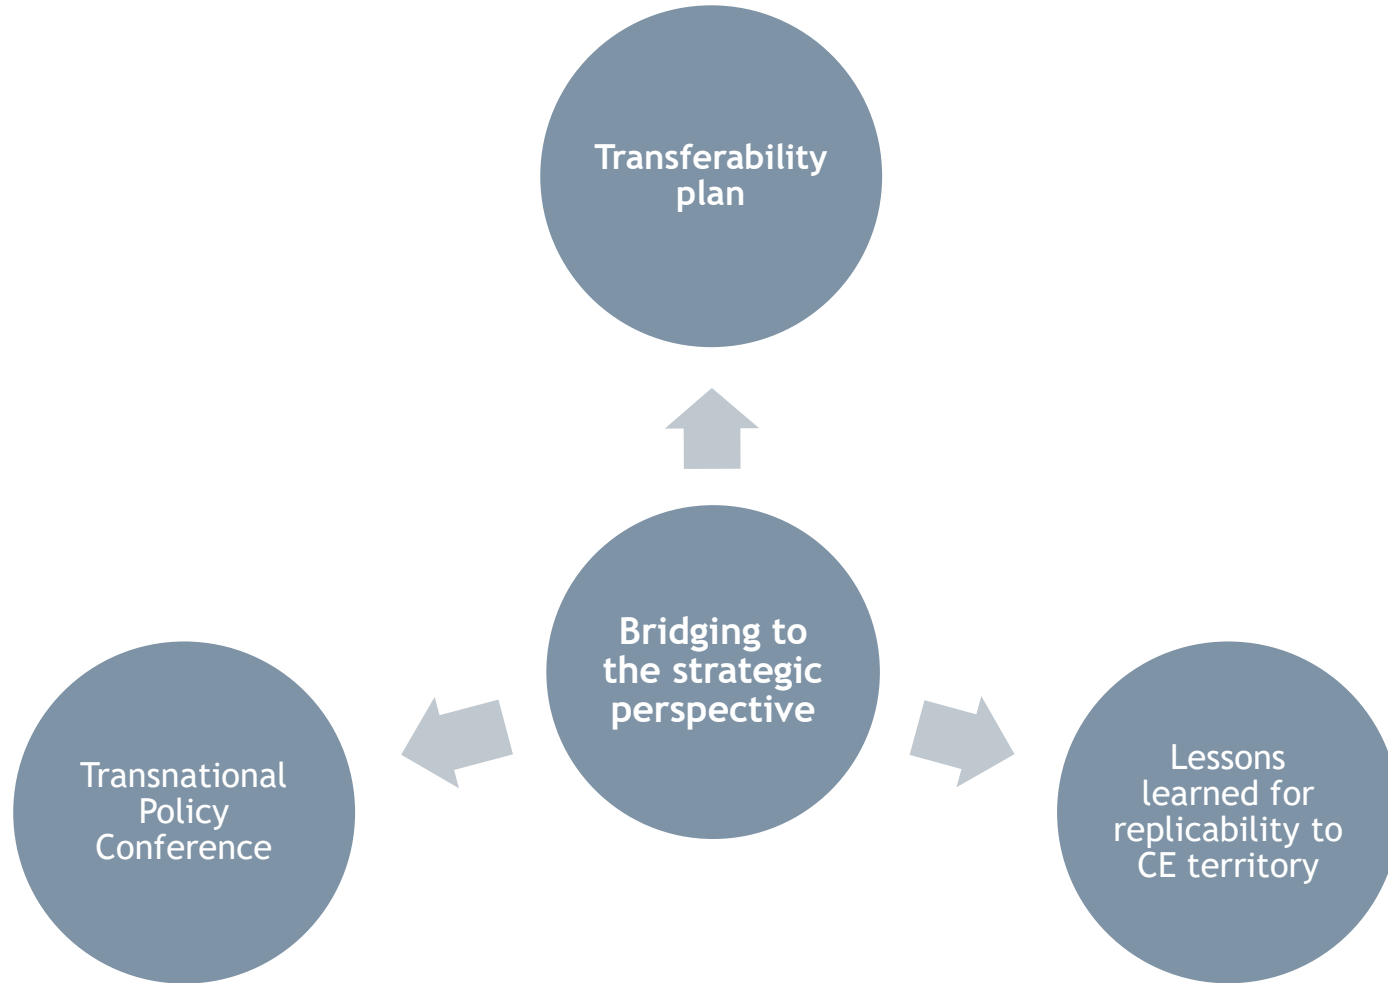 Transferability
plan
Bridging to
the strategic
perspective
Transnational
Policy
Conference
Lessons
learned for
replicability to
CE territory